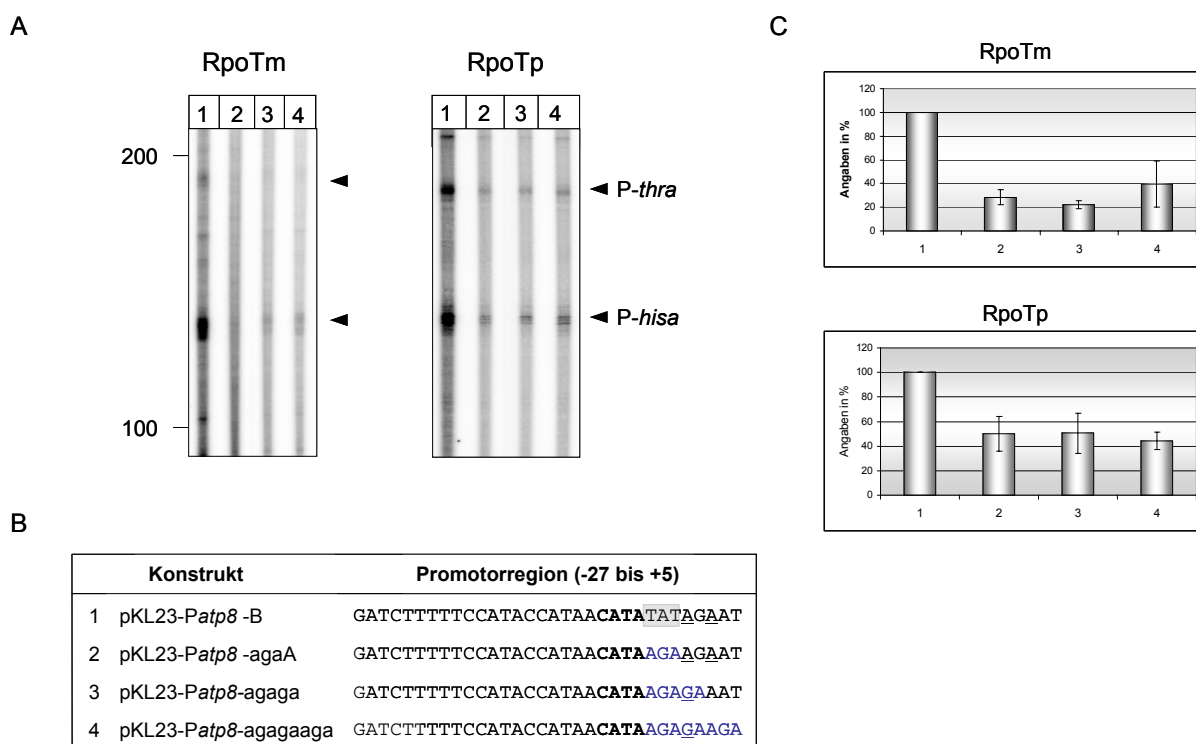 A
RpoTm
RpoTp
1 2 3 4
1 2 3 4
200
P-thra
P-hisa
100
B
Konstrukt Promotorregion (-27 bis +5)
1 pKL23-Patp8 -B GATCTTTTTCCATACCATAACATATATAGAAT
2 pKL23-Patp8 -agaA GATCTTTTTCCATACCATAACATAAGAAGAAT
3 pKL23-Patp8-agaga GATCTTTTTCCATACCATAACATAAGAGAAAT
4 pKL23-Patp8-agagaaga GATCTTTTTCCATACCATAACATAAGAGAAGA
C
RpoTm
Angaben in %
120
100
80
60
40
20
0
1 2 3 4
RpoTp
Angaben in %
120
100
80
60
40
20
0
1 2 3 4